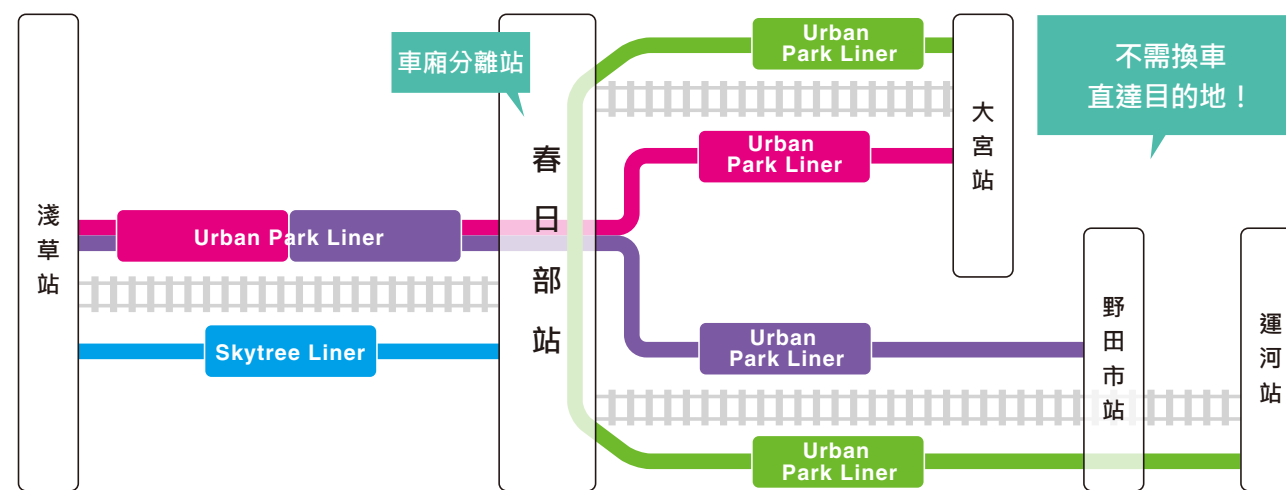 淺草站
Urban Park Liner
Skytree Liner
車廂分離站
春日部站
Urban
Park Liner
Urban
Park Liner
Urban
Park Liner
Urban
Park Liner
大宮站
不需換車
直達目的地！
野田市站
運河站